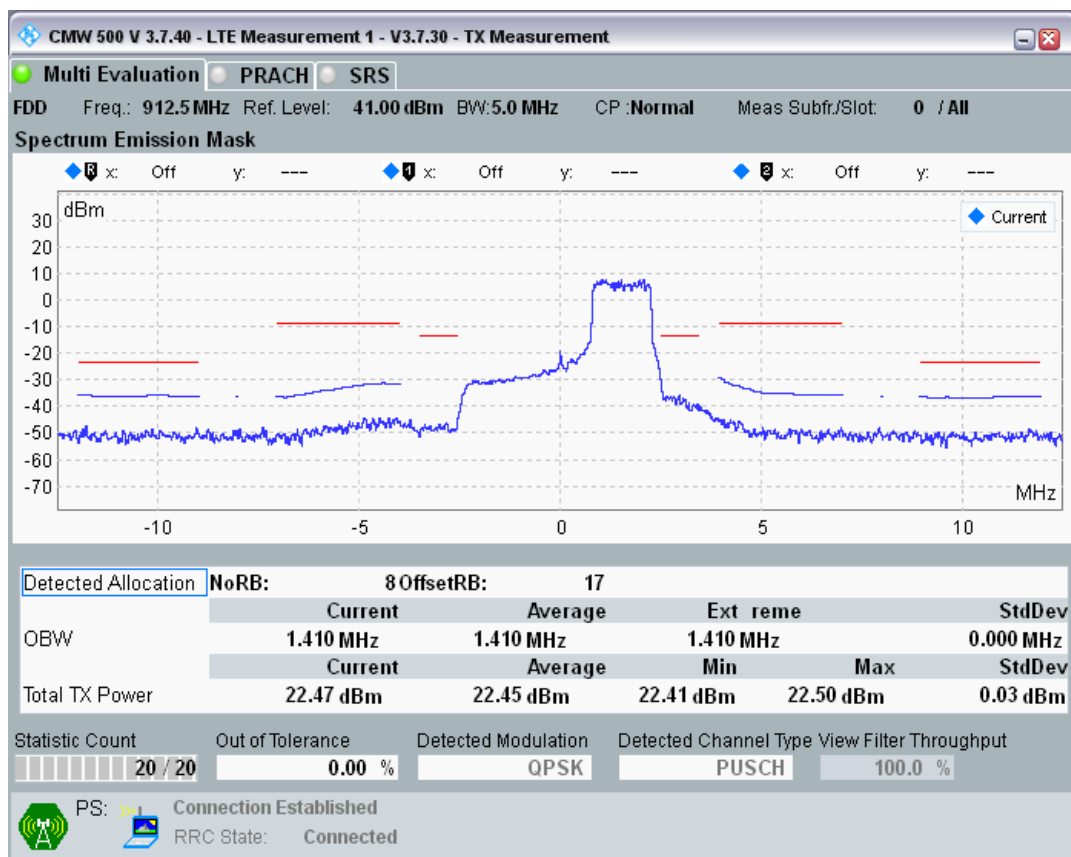 CMW 500 V 3.7.40 - LTE Measurement 1 - V3.7.30 - TX Measurement
Multi Evaluation PRACH SRS
FDD Freq.: 912.5 MHz Ref. Level: 41.00 dBm BW:5.0 MHz CP :Normal Meas Subfr./Slot: 0 / All
Spectrum Emission Mask
R x: Off y: --- 1 x: Off y: --- 2 x: Off y: ---
dBm
Current
30
20
10
0
-10
-20
-30
-40
-50
-60
-70
MHz
-10 -5 0 5 10
Detected Allocation NoRB: 8 OffsetRB: 17
Current Average Ext reme StdDev
OBW 1.410 MHz 1.410 MHz 1.410 MHz 0.000 MHz
Current Average Min Max StdDev
Total TX Power 22.47 dBm 22.45 dBm 22.41 dBm 22.50 dBm 0.03 dBm
Statistic Count Out of Tolerance Detected Modulation Detected Channel Type View Filter Throughput
20 / 20 0.00 % QPSK PUSCH 100.0 %
PS: Connection Established
RRC State: Connected